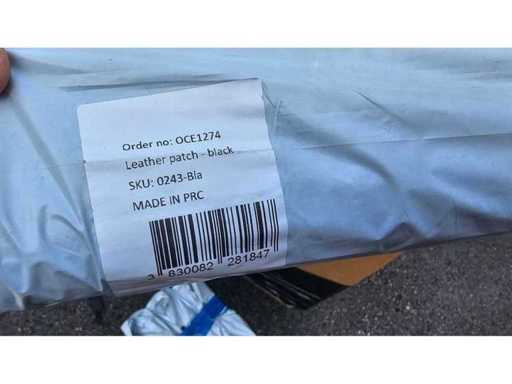 Order no: OCE1274
Leather patch - black
SKU: 0243-Bla
MADE IN PRC
3 830082 281847